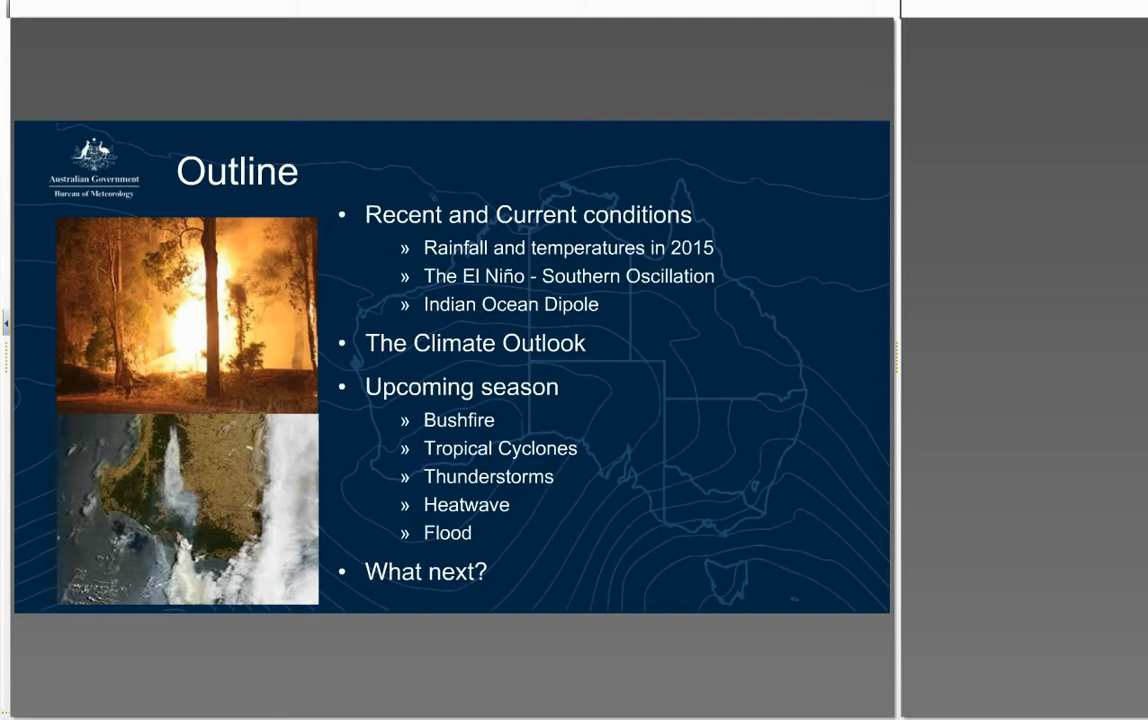 Outline
Australian Government
Bureau of Meteorology
• Recent and Current conditions
» Rainfall and temperatures in 2015
» The El Niño - Southern Oscillation
» Indian Ocean Dipole
• The Climate Outlook
• Upcoming season
» Bushfire
» Tropical Cyclones
» Thunderstorms
» Heatwave
» Flood
• What next?